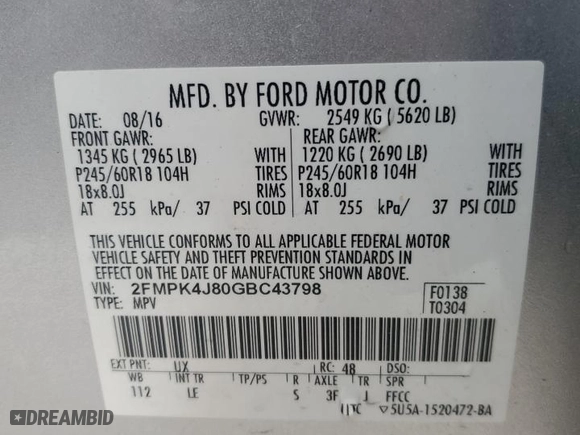 MFD. BY FORD MOTOR CO.
DATE: 08/16 GVWR: 2549 KG ( 5620 LB)
FRONT GAWR: REAR GAWR:
1345 KG ( 2965 LB) WITH 1220 KG ( 2690 LB) WITH
P245/60R18 104H TIRES P245/60R18 104H TIRES
18x8.0J RIMS 18x8.0J RIMS
AT 255 kPa/ 37 PSI COLD AT 255 kPa/ 37 PSI COLD
THIS VEHICLE CONFORMS TO ALL APPLICABLE FEDERAL MOTOR
VEHICLE SAFETY AND THEFT PREVENTION STANDARDS IN
EFFECT ON THE DATE OF MANUFACTURE SHOWN ABOVE.
VIN: 2FMPK4J80GBC43798 F0138
TYPE: MPV T0304
EXT PNT: UX RC: 48 DSO:
WB INT TR TP/PS R AXLE TR SPR
112 LE S 3F J FFCC
UTC 5U5A-1520472-BA
DREAMBID